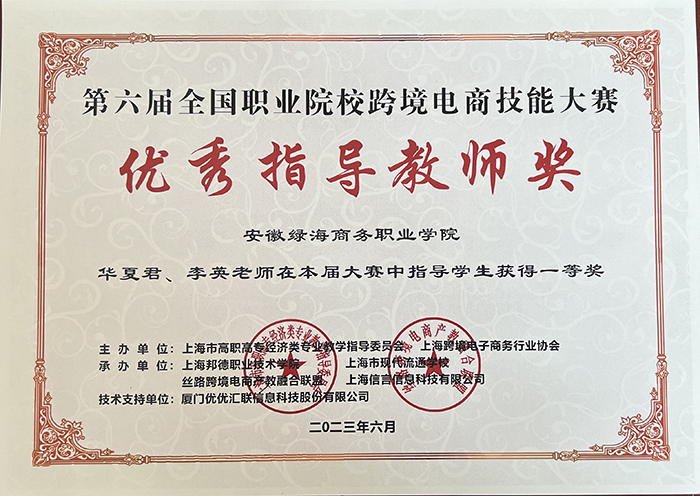 第六届全国职业院校跨境电商技能大赛
优秀指导教师奖
安徽绿海商务职业学院
华夏君、李英老师在本届大赛中指导学生获得一等奖
主办单位：上海市高职高专经济类专业教学指导委员会 上海跨境电子商务行业协会
承办单位：上海邦德职业技术学院 上海市现代流通学校
丝路跨境电商产教融合联盟 上海信言信息科技有限公司
技术支持单位：厦门优优汇联信息科技股份有限公司
二〇二三年六月